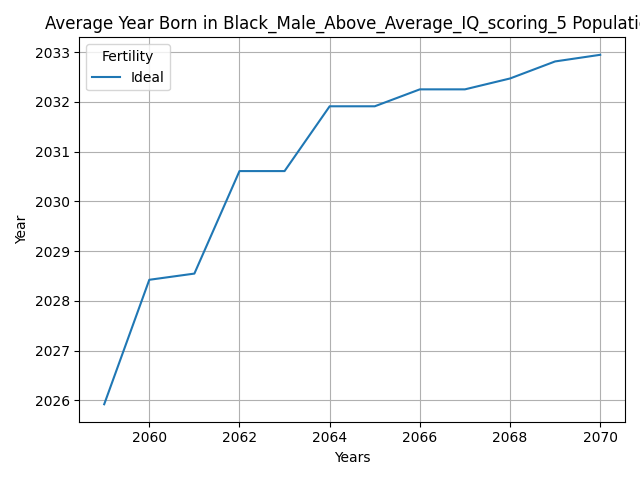 Average Year Born in Black_Male_Above_Average_IQ_scoring_5 Populati
Fertility
Ideal
2033
2032
2031
2030
2029
2028
2027
2026
Year
2060 2062 2064 2066 2068 2070
Years